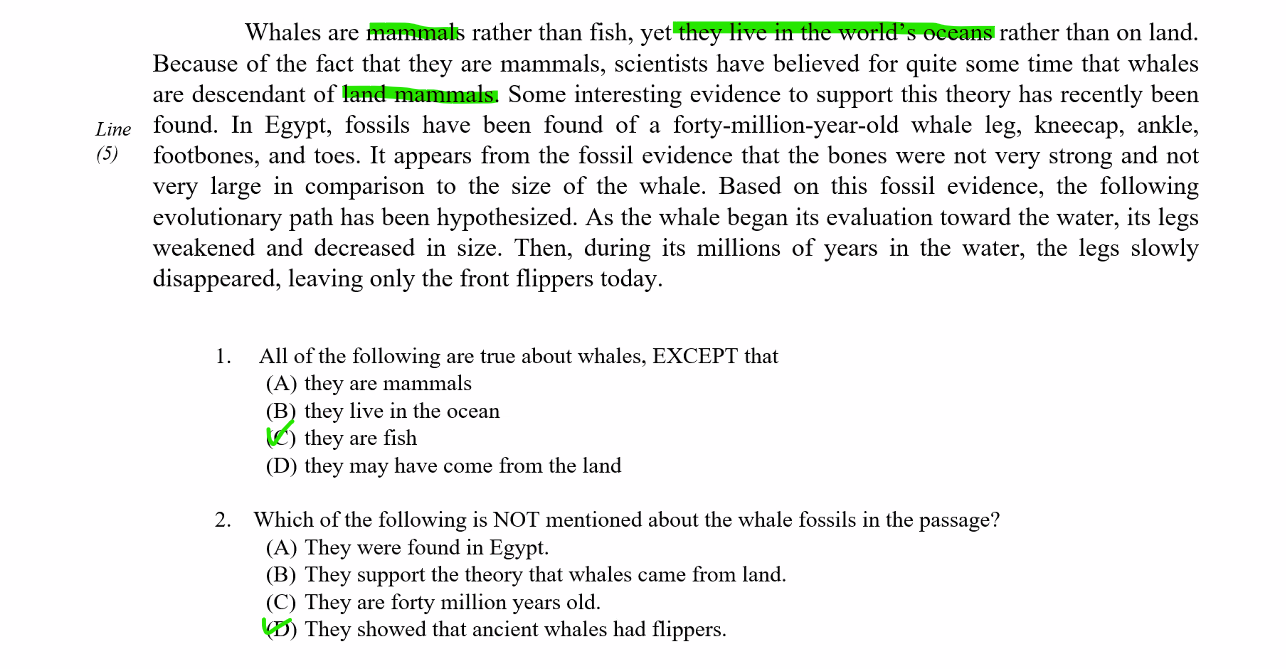 Whales are mammals rather than fish, yet they live in the world's oceans rather than on land.
Because of the fact that they are mammals, scientists have believed for quite some time that whales
are descendant of land mammals. Some interesting evidence to support this theory has recently been
Line found. In Egypt, fossils have been found of a forty-million-year-old whale leg, kneecap, ankle,
(5) footbones, and toes. It appears from the fossil evidence that the bones were not very strong and not
very large in comparison to the size of the whale. Based on this fossil evidence, the following
evolutionary path has been hypothesized. As the whale began its evaluation toward the water, its legs
weakened and decreased in size. Then, during its millions of years in the water, the legs slowly
disappeared, leaving only the front flippers today.
1. All of the following are true about whales, EXCEPT that
(A) they are mammals
(B) they live in the ocean
(C) they are fish
(D) they may have come from the land
2. Which of the following is NOT mentioned about the whale fossils in the passage?
(A) They were found in Egypt.
(B) They support the theory that whales came from land.
(C) They are forty million years old.
(D) They showed that ancient whales had flippers.